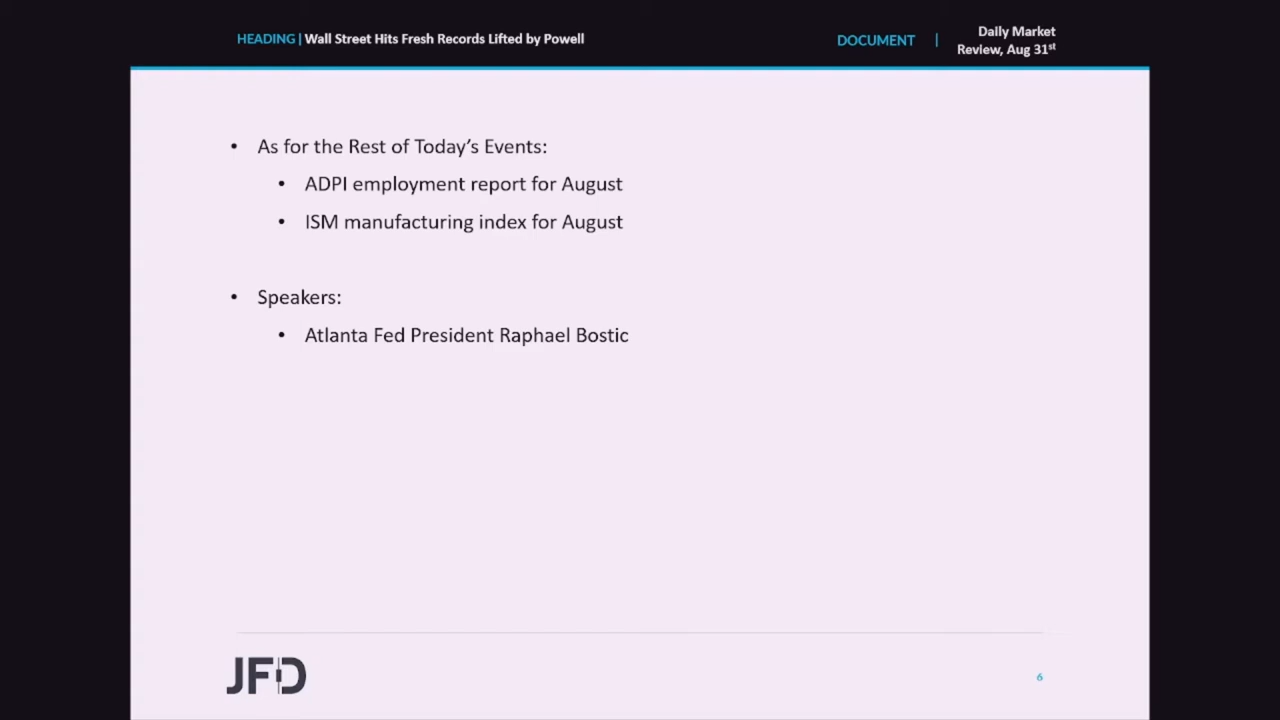 HEADING | Wall Street Hits Fresh Records Lifted by Powell
DOCUMENT | Daily Market
Review, Aug 31st
• As for the Rest of Today's Events:
• ADPI employment report for August
• ISM manufacturing index for August
• Speakers:
• Atlanta Fed President Raphael Bostic
JFD
6